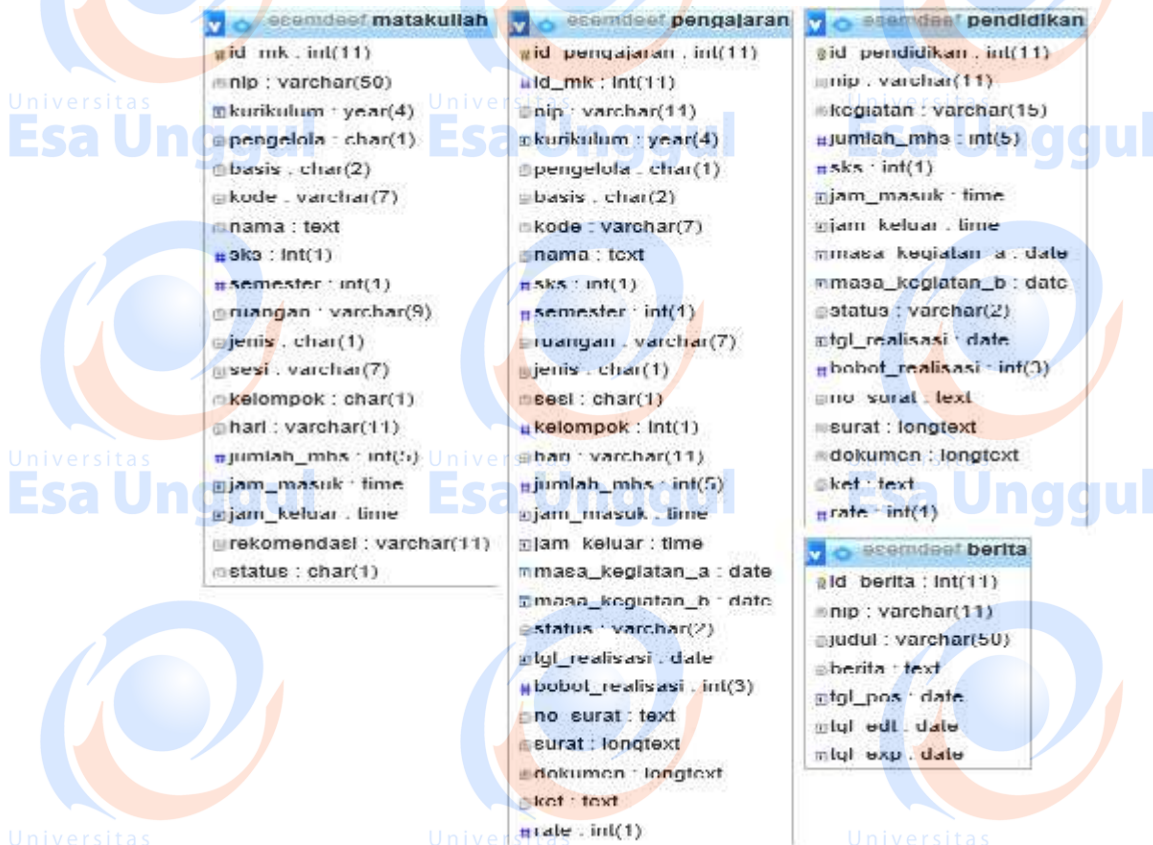 esemdeef matakuliah
id_mk : int(11)
nip : varchar(50)
kurikulum : year(4)
pengelola : char(1)
basis : char(2)
kode : varchar(7)
nama : text
sks : int(1)
semester : int(1)
ruangan : varchar(9)
jenis : char(1)
sesi : varchar(7)
kelompok : char(1)
hari : varchar(11)
jumlah_mhs : int(5)
jam_masuk : time
jam_keluar : time
rekomendasi : varchar(11)
status : char(1)
esemdeef pengajaran
id_pengajaran : int(11)
id_mk : int(11)
nip : varchar(11)
kurikulum : year(4)
pengelola : char(1)
basis : char(2)
kode : varchar(7)
nama : text
sks : int(1)
semester : int(1)
ruangan : varchar(7)
jenis : char(1)
sesi : char(1)
kelompok : int(1)
hari : varchar(11)
jumlah_mhs : int(5)
jam_masuk : time
jam_keluar : time
masa_kegiatan_a : date
masa_kegiatan_b : date
status : varchar(2)
tgl_realisasi : date
bobot_realisasi : int(3)
no_surat : text
surat : longtext
dokumen : longtext
ket : text
rate : int(1)
esemdeef pendidikan
id_pendidikan : int(11)
nip : varchar(11)
kegiatan : varchar(15)
jumlah_mhs : int(5)
sks : int(1)
jam_masuk : time
jam_keluar : time
masa_kegiatan_a : date
masa_kegiatan_b : date
status : varchar(2)
tgl_realisasi : date
bobot_realisasi : int(3)
no_surat : text
surat : longtext
dokumen : longtext
ket : text
rate : int(1)
esemdeef berita
id_berita : int(11)
nip : varchar(11)
judul : varchar(50)
berita : text
tgl_pos : date
tgl_edt : date
tgl_exp : date
Universitas
Esa Unggul
Universitas
Esa Unggul
Universitas
Esa Unggul
Universitas
Esa Unggul
Universitas
Esa Unggul
Universitas
Esa Unggul
Universitas
Universitas
Universitas